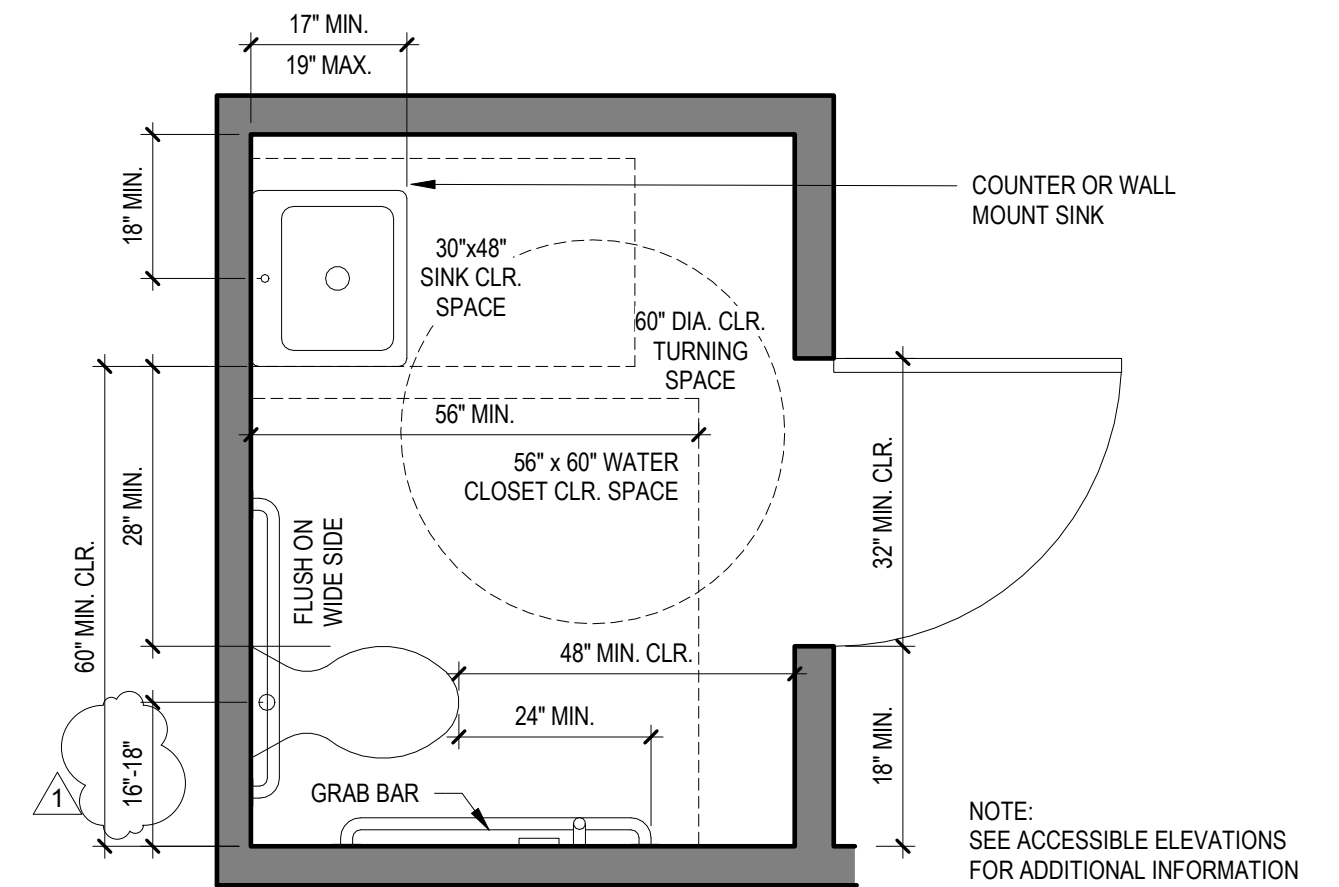 17" MIN.
19" MAX.
18" MIN.
COUNTER OR WALL
MOUNT SINK
30"x48"
SINK CLR.
SPACE
60" DIA. CLR.
TURNING
SPACE
56" MIN.
56" x 60" WATER
CLOSET CLR. SPACE
28" MIN.
60" MIN. CLR.
FLUSH ON
WIDE SIDE
32" MIN. CLR.
48" MIN. CLR.
24" MIN.
16"-18"
1
GRAB BAR
18" MIN.
NOTE:
SEE ACCESSIBLE ELEVATIONS
FOR ADDITIONAL INFORMATION